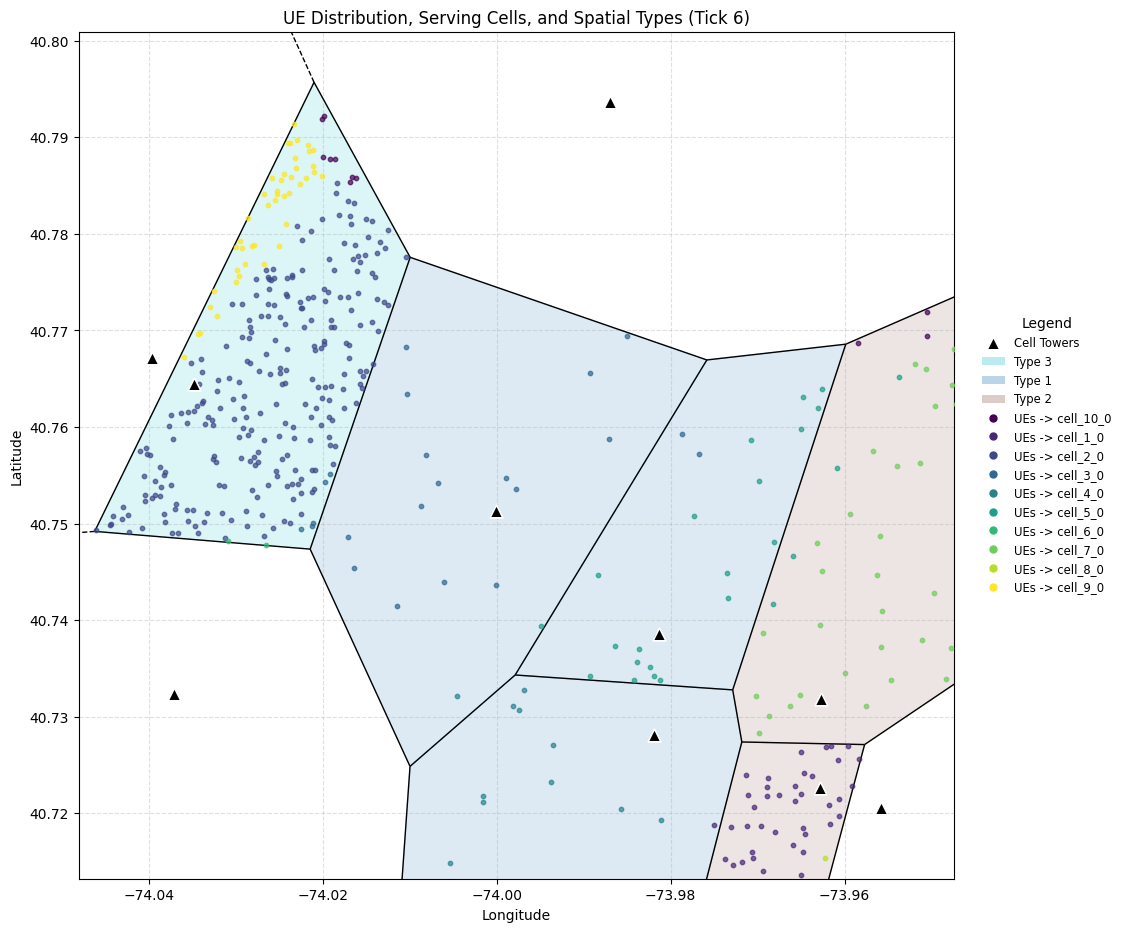 UE Distribution, Serving Cells, and Spatial Types (Tick 6)
40.80
40.79
40.78
40.77
40.76
40.75
40.74
40.73
40.72
Latitude
−74.04
−74.02
−74.00
−73.98
−73.96
Longitude
Legend
Cell Towers
Type 3
Type 1
Type 2
UEs -> cell_10_0
UEs -> cell_1_0
UEs -> cell_2_0
UEs -> cell_3_0
UEs -> cell_4_0
UEs -> cell_5_0
UEs -> cell_6_0
UEs -> cell_7_0
UEs -> cell_8_0
UEs -> cell_9_0